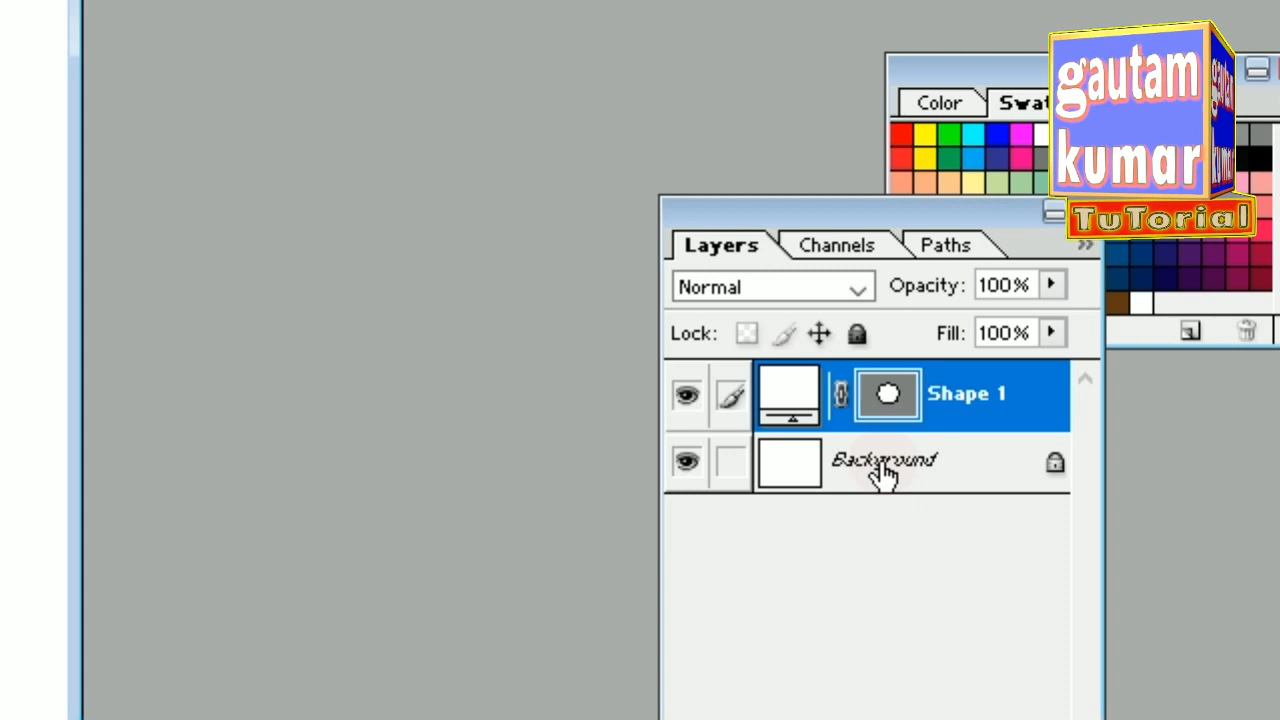 gautam
kumar
TuTorial
Color
Swat
Layers
Channels
Paths
Normal
Opacity: 100%
Lock:
Fill: 100%
Shape 1
Background